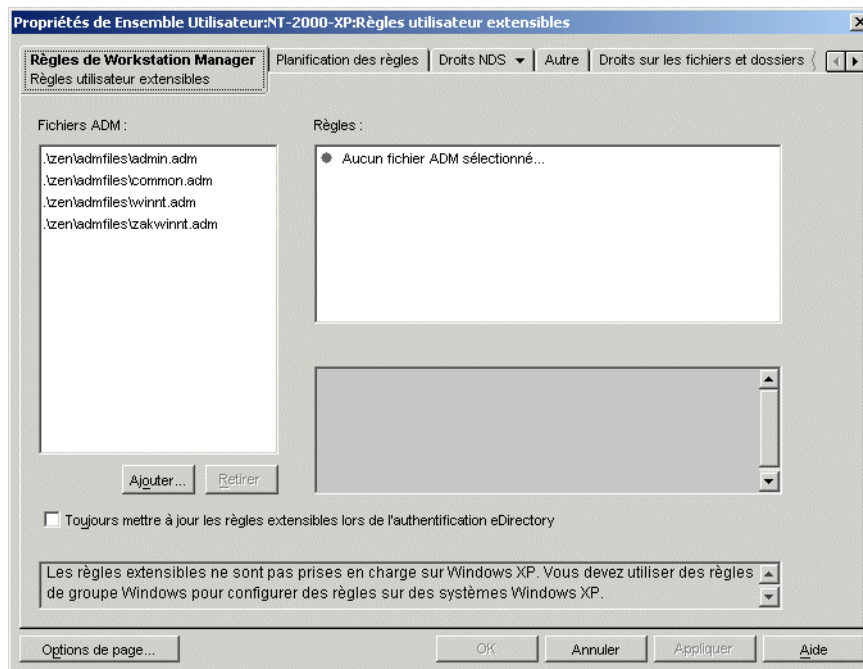 Propriétés de Ensemble Utilisateur:NT-2000-XP:Règles utilisateur extensibles
Règles de Workstation Manager
Règles utilisateur extensibles
Planification des règles
Droits NDS
Autre
Droits sur les fichiers et dossiers
Fichiers ADM :
.\zen\admfiles\admin.adm
.\zen\admfiles\common.adm
.\zen\admfiles\winnt.adm
.\zen\admfiles\zakwinnt.adm
Règles :
Aucun fichier ADM sélectionné...
Ajouter...
Retirer
Toujours mettre à jour les règles extensibles lors de l'authentification eDirectory
Les règles extensibles ne sont pas prises en charge sur Windows XP. Vous devez utiliser des règles
de groupe Windows pour configurer des règles sur des systèmes Windows XP.
Options de page...
OK
Annuler
Appliquer
Aide